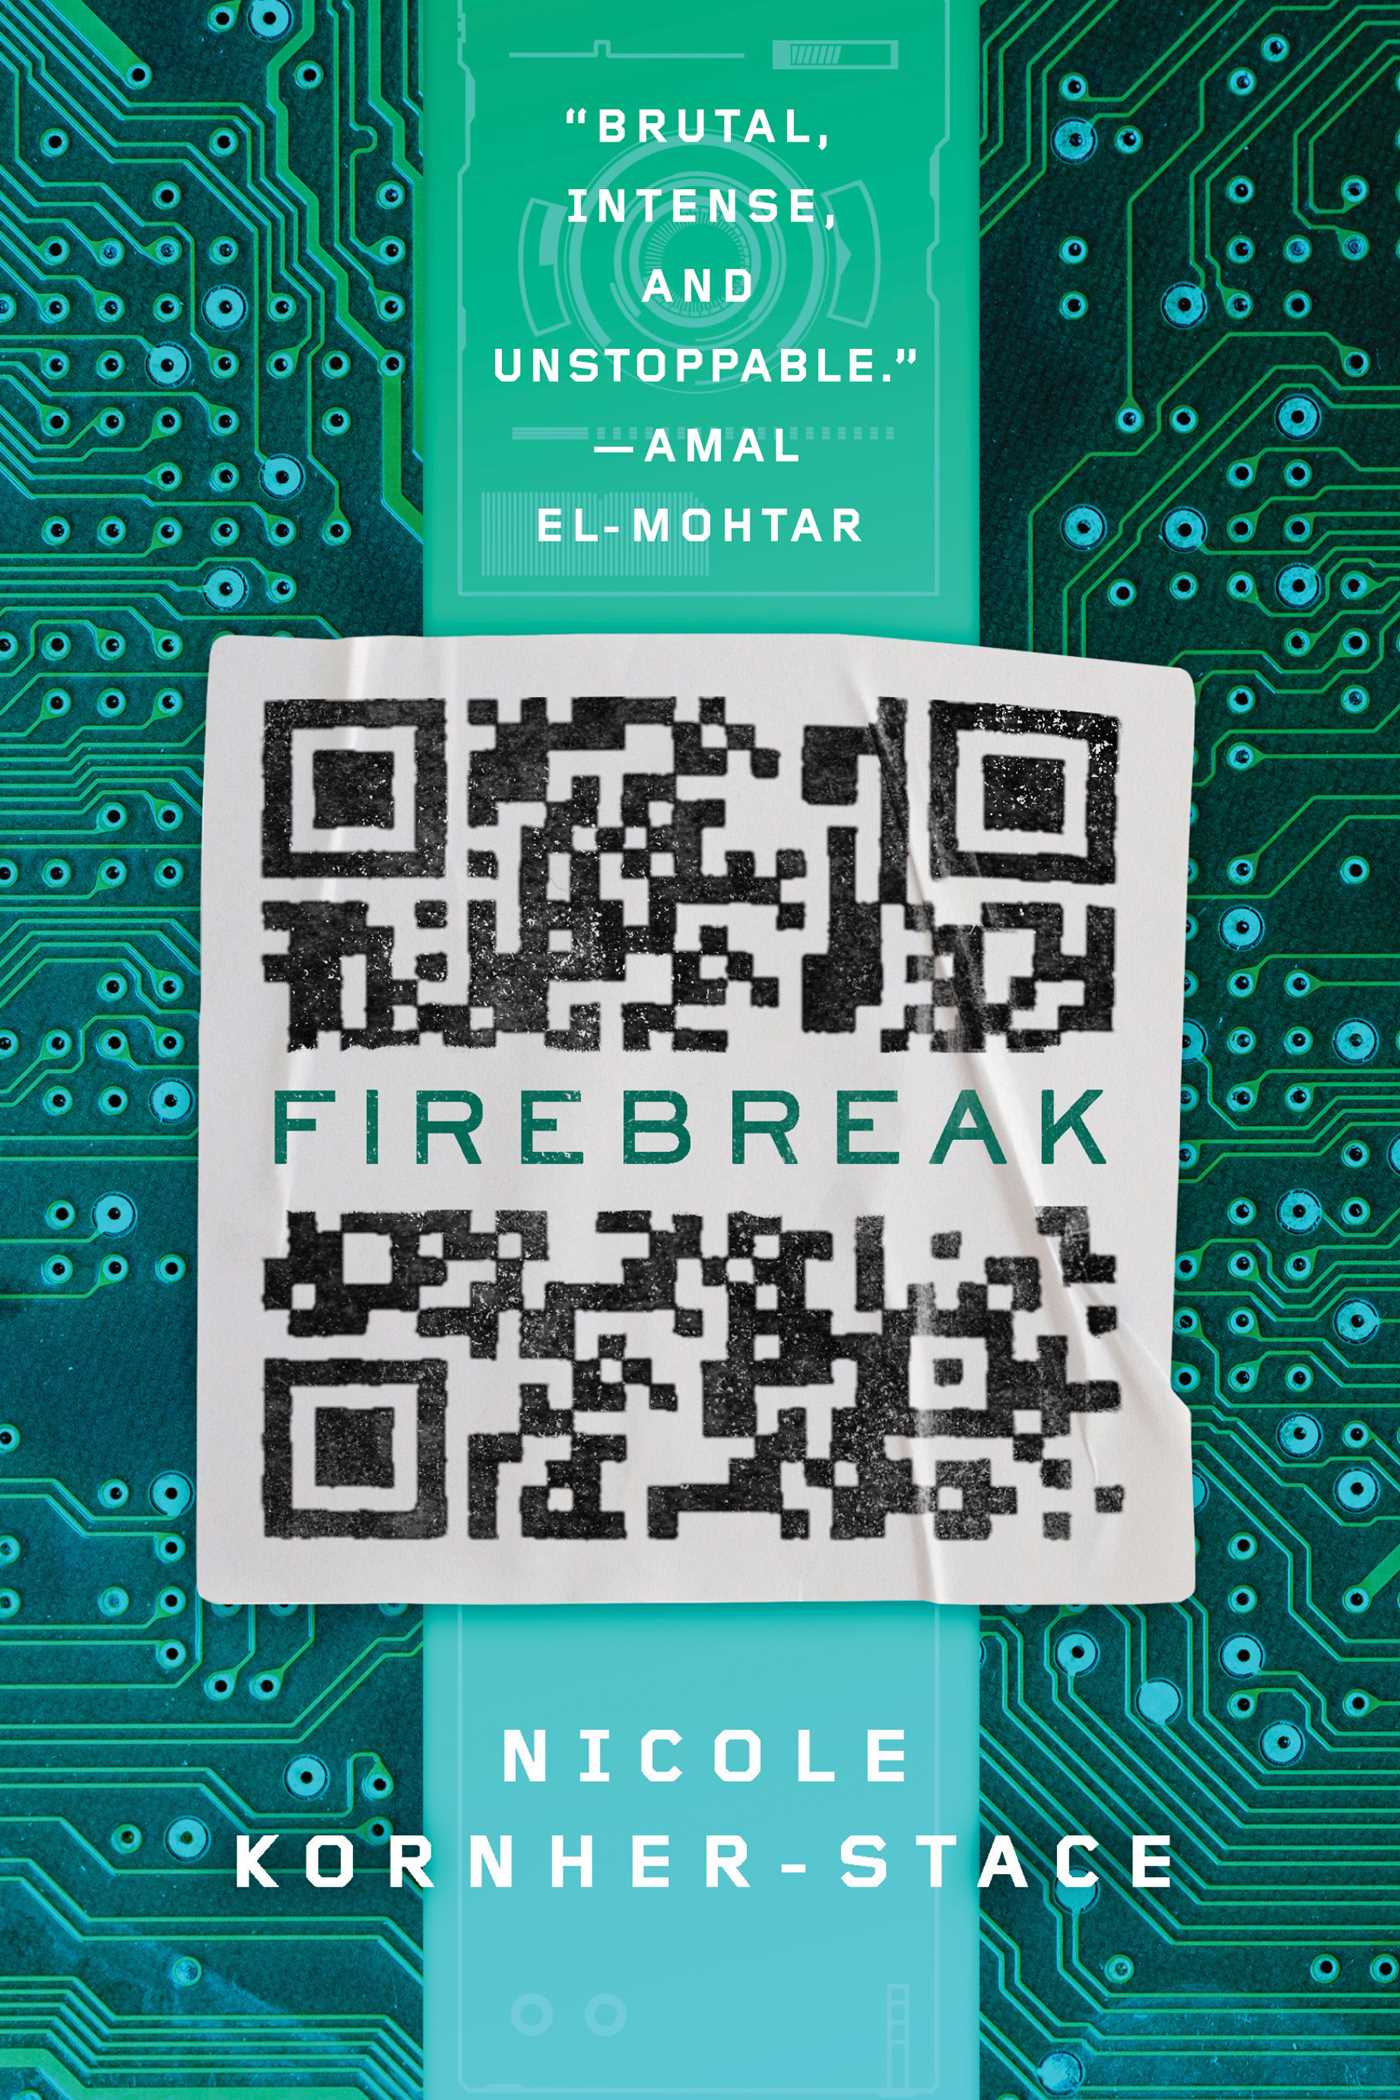 “BRUTAL,
INTENSE,
AND
UNSTOPPABLE.”
—AMAL
EL-MOHTAR
FIREBREAK
NICOLE
KORNHER-STACE